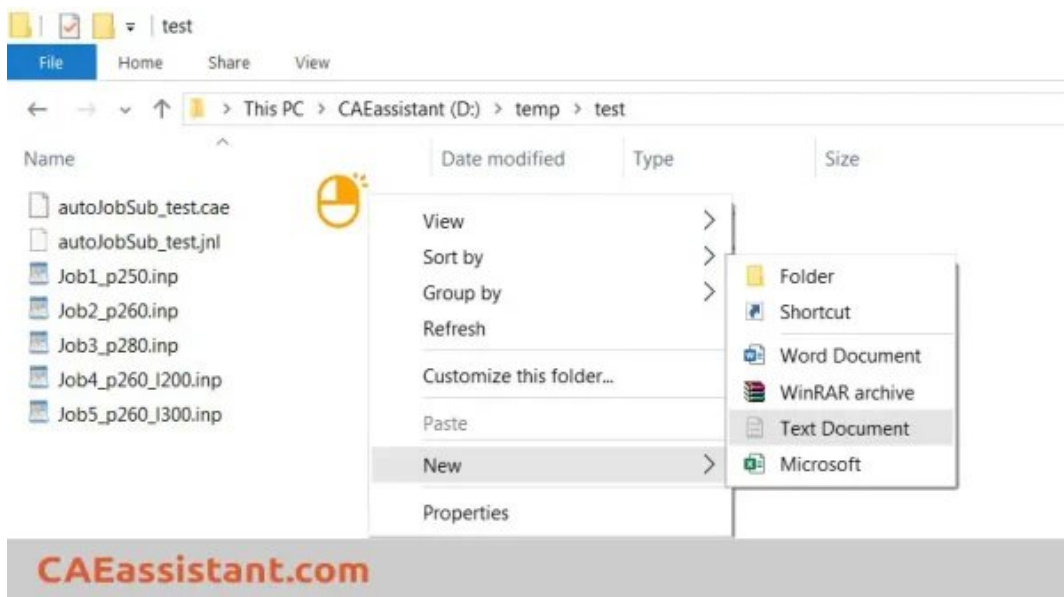 test
File Home Share View
> This PC > CAEassistant (D:) > temp > test
Name Date modified Type Size
autoJobSub_test.cae
autoJobSub_test.jnl
Job1_p250.inp
Job2_p260.inp
Job3_p280.inp
Job4_p260_l200.inp
Job5_p260_l300.inp
View
Sort by
Group by
Refresh
Customize this folder...
Paste
New
Properties
Folder
Shortcut
Word Document
WinRAR archive
Text Document
Microsoft
CAEassistant.com